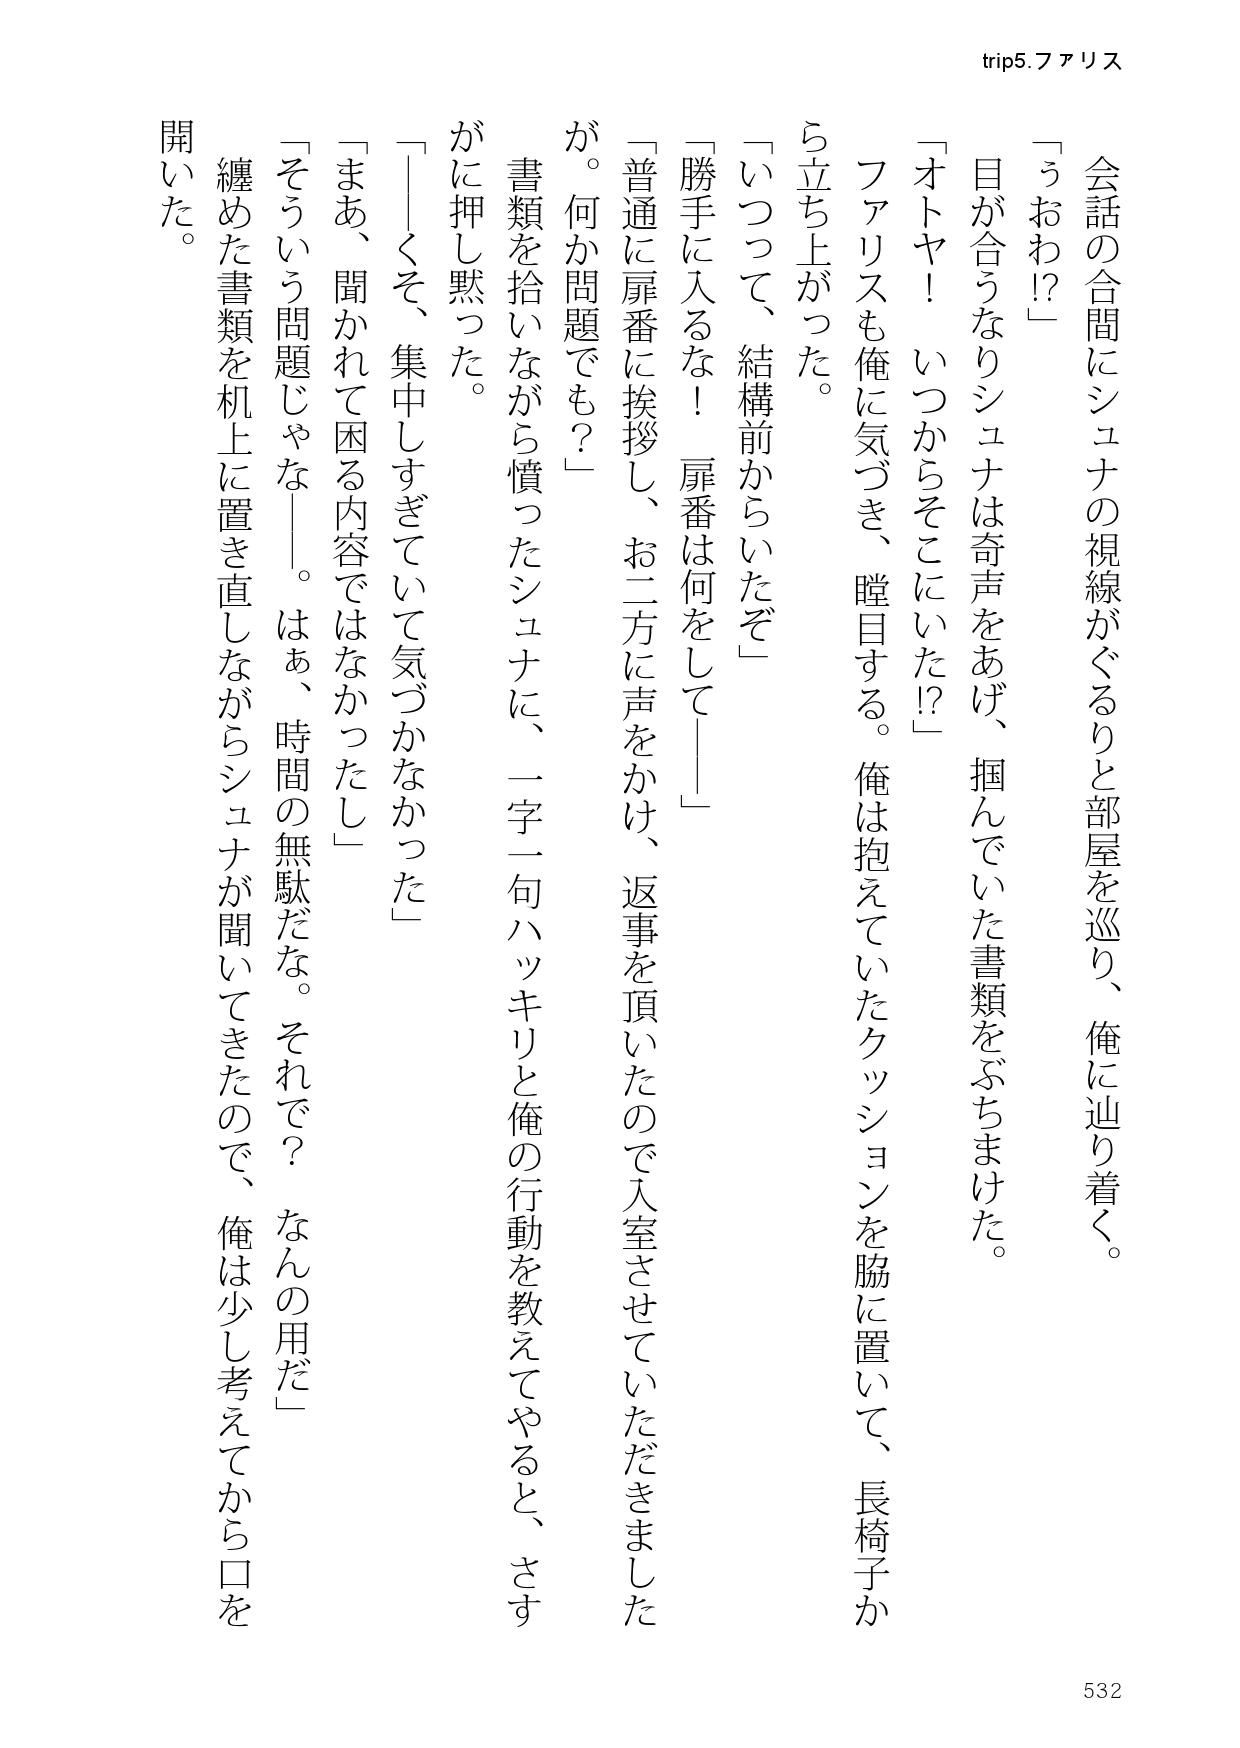 trip5.ファリス
　会話の合間にシュナの視線がぐるりと部屋を巡り、俺に辿り着く。
「うおわ!?」
　目が合うなりシュナは奇声をあげ、掴んでいた書類をぶちまけた。
「オトヤ！　いつからそこにいた!?」
　ファリスも俺に気づき、瞠目する。俺は抱えていたクッションを脇に置いて、長椅子か
ら立ち上がった。
「いつって、結構前からいたぞ」
「勝手に入るな！　扉番は何をして――」
「普通に扉番に挨拶し、お二方に声をかけ、返事を頂いたので入室させていただきました
が。何か問題でも？」
　書類を拾いながら憤ったシュナに、一字一句ハッキリと俺の行動を教えてやると、さす
がに押し黙った。
「――くそ、集中しすぎていて気づかなかった」
「まあ、聞かれて困る内容ではなかったし」
「そういう問題じゃな――。はぁ、時間の無駄だな。それで？　なんの用だ」
　纏めた書類を机上に置き直しながらシュナが聞いてきたので、俺は少し考えてから口を
開いた。
532